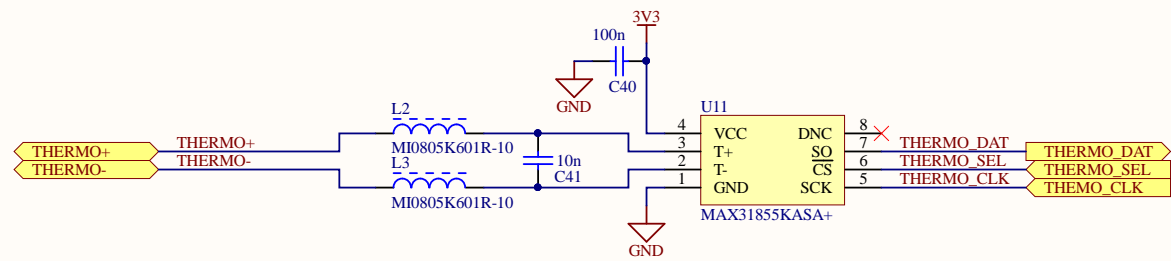 3V3
100n
C40
GND
L2
U11
MI0805K601R-10
THERMO+
THERMO+
THERMO-
THERMO-
L3
10n
C41
MI0805K601R-10
4 VCC DNC 8
3 T+ SO 7 THERMO_DAT THERMO_DAT
2 T- CS 6 THERMO_SEL THERMO_SEL
1 GND SCK 5 THERMO_CLK THEMO_CLK
MAX31855KASA+
GND